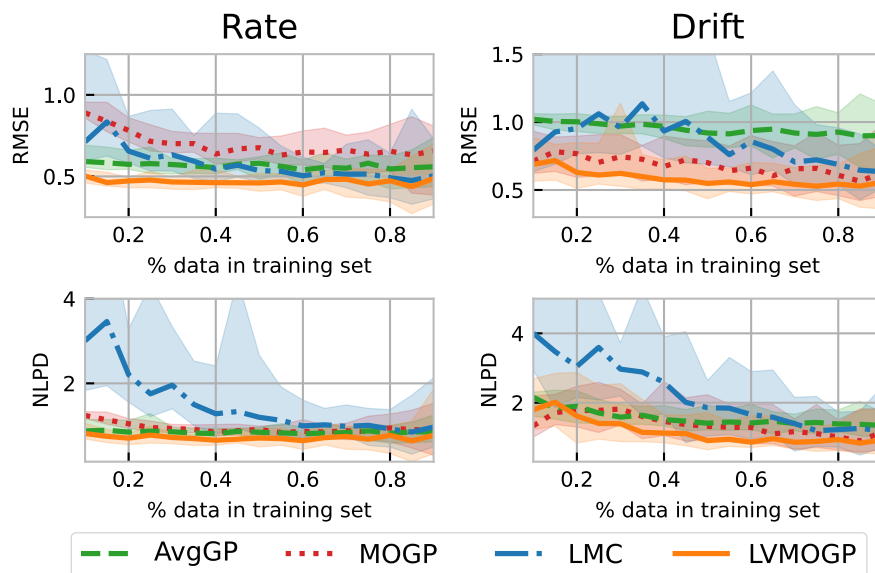 Rate
Drift
RMSE
1.0
0.5
0.2
0.4
0.6
0.8
% data in training set
RMSE
1.5
1.0
0.5
0.2
0.4
0.6
0.8
% data in training set
NLPD
4
2
0.2
0.4
0.6
0.8
% data in training set
NLPD
4
2
0.2
0.4
0.6
0.8
% data in training set
AvgGP
MOGP
LMC
LVMOGP